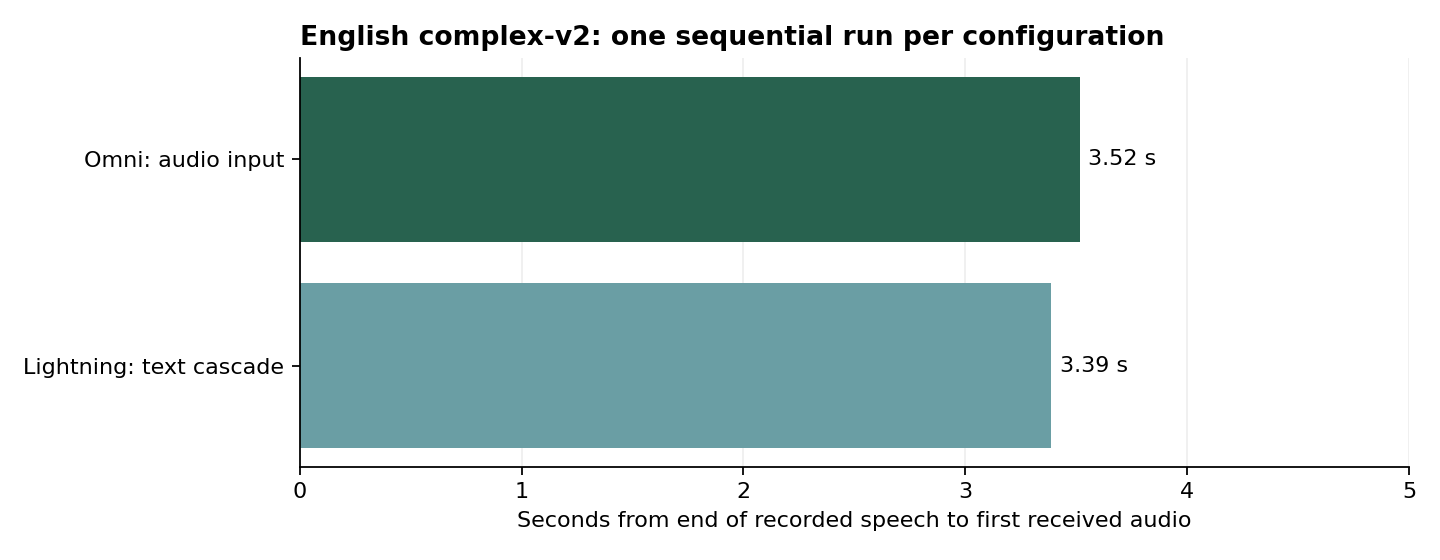 English complex-v2: one sequential run per configuration
Omni: audio input
3.52 s
Lightning: text cascade
3.39 s
0 1 2 3 4 5
Seconds from end of recorded speech to first received audio